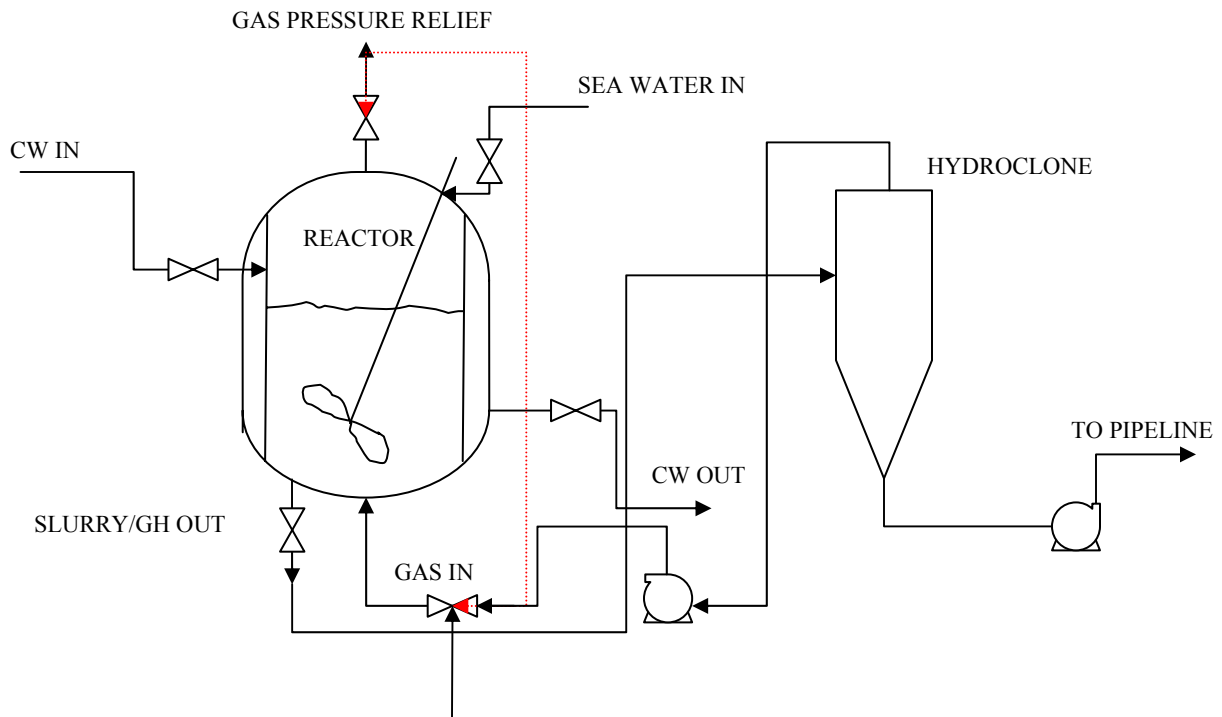 GAS PRESSURE RELIEF
SEA WATER IN
CW IN
HYDROCLONE
REACTOR
TO PIPELINE
CW OUT
SLURRY/GH OUT
GAS IN